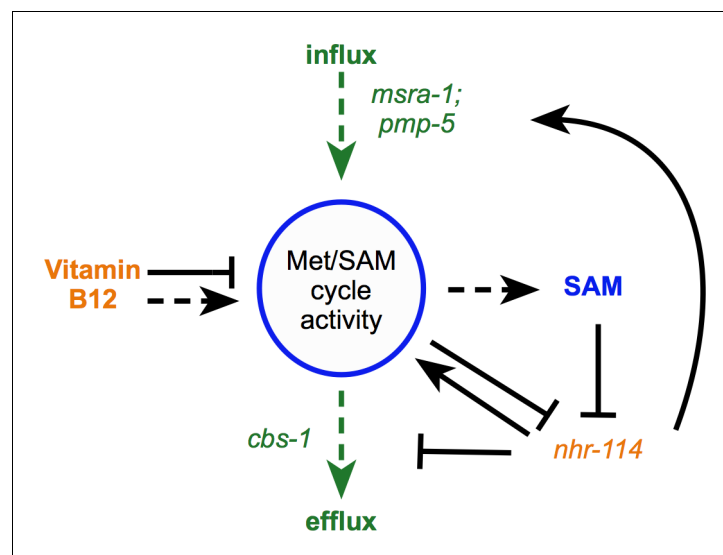 influx
msra-1;
pmp-5
Vitamin
B12
Met/SAM
cycle
activity
SAM
cbs-1
nhr-114
efflux